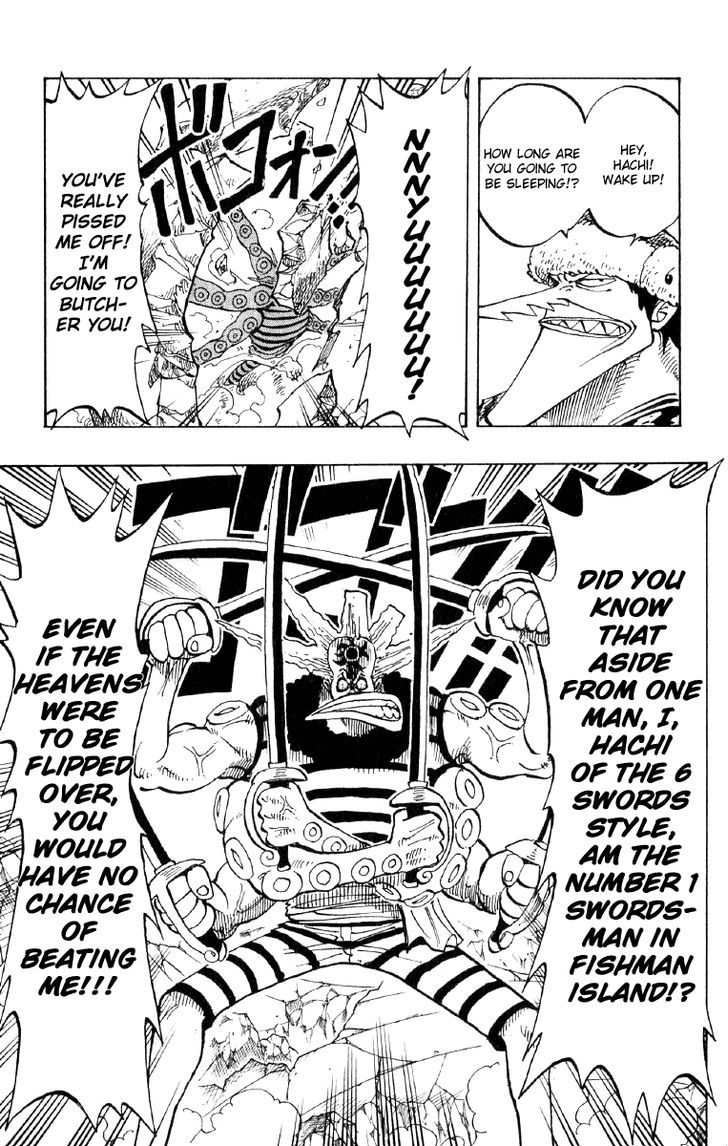 HEY,
HACHI!
WAKE UP!
HOW LONG ARE
YOU GOING TO
BE SLEEPING!?
NNNYUUUUUUU!
ボコォン!!
YOU'VE
REALLY
PISSED
ME OFF!
I'M
GOING TO
BUTCH-
ER YOU!
DID YOU
KNOW
THAT
ASIDE
FROM ONE
MAN, I,
HACHI
OF THE 6
SWORDS
STYLE,
AM THE
NUMBER 1
SWORDS-
MAN IN
FISHMAN
ISLAND!?
EVEN
IF THE
HEAVENS
WERE
TO BE
FLIPPED
OVER,
YOU
WOULD
HAVE NO
CHANCE
OF
BEATING
ME!!!